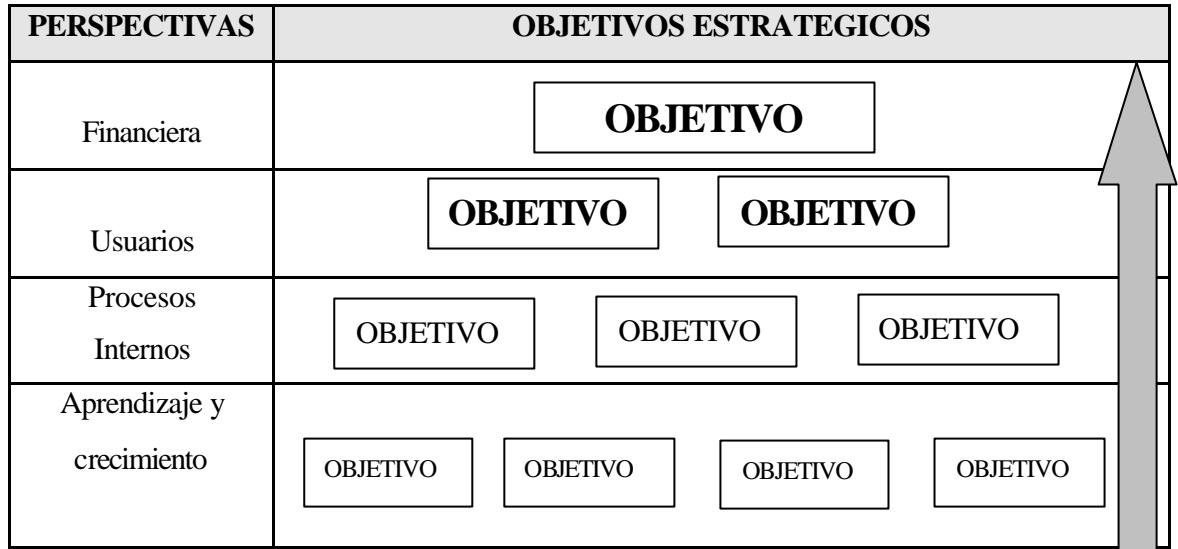 PERSPECTIVAS OBJETIVOS ESTRATEGICOS
Financiera OBJETIVO
Usuarios OBJETIVO OBJETIVO
Procesos
Internos OBJETIVO OBJETIVO OBJETIVO
Aprendizaje y
crecimiento OBJETIVO OBJETIVO OBJETIVO OBJETIVO